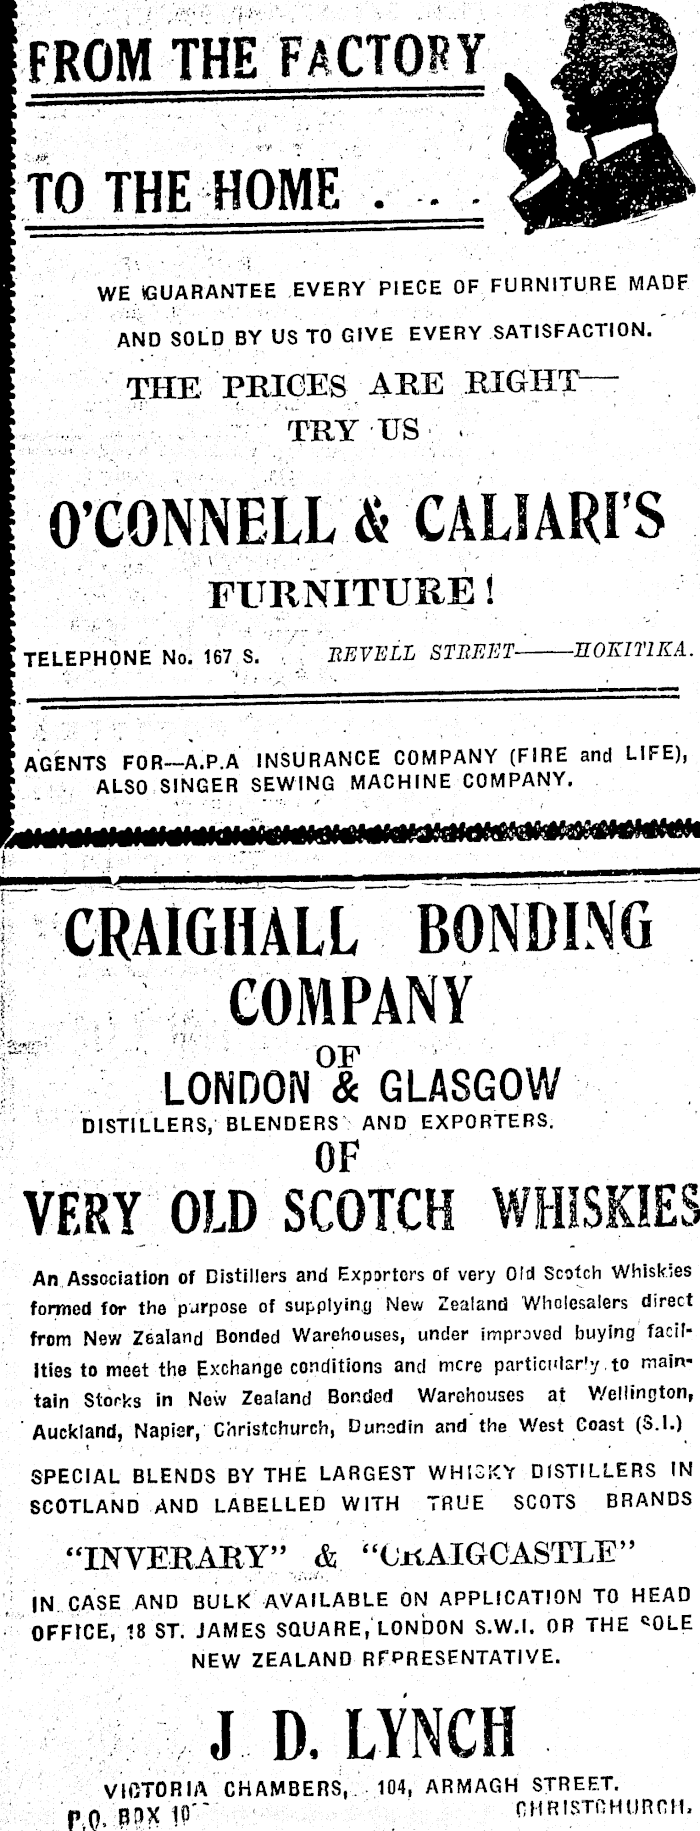 FROM THE FACTORY
TO THE HOME . . .
WE GUARANTEE EVERY PIECE OF FURNITURE MADE
AND SOLD BY US TO GIVE EVERY SATISFACTION.
THE PRICES ARE RIGHT—
TRY US
O'CONNELL & CALIARI'S
FURNITURE!
TELEPHONE No. 167 S. REVELL STREET——HOKITIKA.
AGENTS FOR—A.P.A INSURANCE COMPANY (FIRE and LIFE),
ALSO SINGER SEWING MACHINE COMPANY.
CRAIGHALL BONDING
COMPANY
OF
LONDON & GLASGOW
DISTILLERS, BLENDERS AND EXPORTERS.
OF
VERY OLD SCOTCH WHISKIES
An Association of Distillers and Exporters of very Old Scotch Whiskies
formed for the purpose of supplying New Zealand Wholesalers direct
from New Zealand Bonded Warehouses, under improved buying facil-
ities to meet the Exchange conditions and more particularly to main-
tain Stocks in New Zealand Bonded Warehouses at Wellington,
Auckland, Napier, Christchurch, Dunedin and the West Coast (S.I.)
SPECIAL BLENDS BY THE LARGEST WHISKY DISTILLERS IN
SCOTLAND AND LABELLED WITH TRUE SCOTS BRANDS
"INVERARY" & "CRAIGCASTLE"
IN CASE AND BULK AVAILABLE ON APPLICATION TO HEAD
OFFICE, 18 ST. JAMES SQUARE, LONDON S.W.I. OR THE SOLE
NEW ZEALAND REPRESENTATIVE.
J. D. LYNCH
VICTORIA CHAMBERS, 104, ARMAGH STREET.
P.O. BOX CHRISTCHURCH.